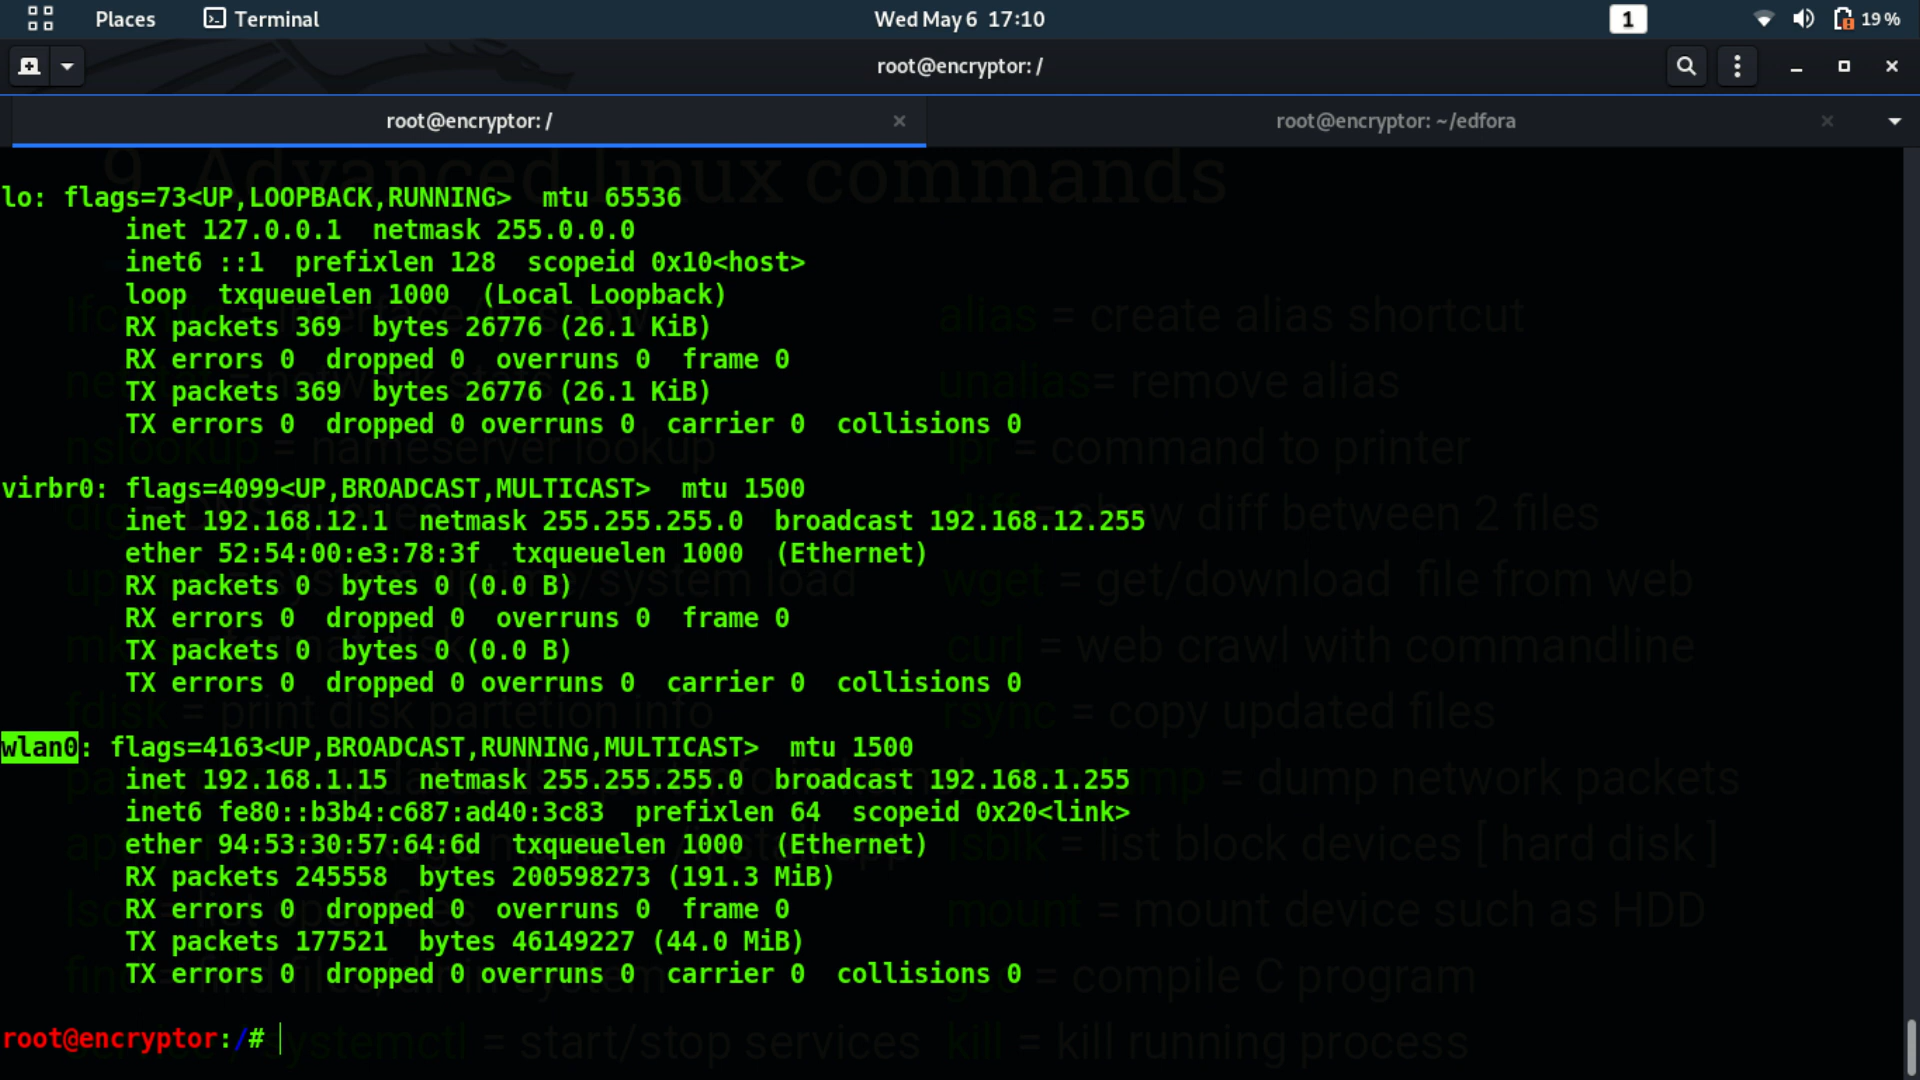 Places Terminal Wed May 6 17:10 1 19 %
root@encryptor: /
root@encryptor: / root@encryptor: ~/edfora
9. Advanced linux commands
lo: flags=73<UP,LOOPBACK,RUNNING> mtu 65536
inet 127.0.0.1 netmask 255.0.0.0
inet6 ::1 prefixlen 128 scopeid 0x10<host>
loop txqueuelen 1000 (Local Loopback)
RX packets 369 bytes 26776 (26.1 KiB)
RX errors 0 dropped 0 overruns 0 frame 0
TX packets 369 bytes 26776 (26.1 KiB)
TX errors 0 dropped 0 overruns 0 carrier 0 collisions 0
virbr0: flags=4099<UP,BROADCAST,MULTICAST> mtu 1500
inet 192.168.12.1 netmask 255.255.255.0 broadcast 192.168.12.255
ether 52:54:00:e3:78:3f txqueuelen 1000 (Ethernet)
RX packets 0 bytes 0 (0.0 B)
RX errors 0 dropped 0 overruns 0 frame 0
TX packets 0 bytes 0 (0.0 B)
TX errors 0 dropped 0 overruns 0 carrier 0 collisions 0
wlan0: flags=4163<UP,BROADCAST,RUNNING,MULTICAST> mtu 1500
inet 192.168.1.15 netmask 255.255.255.0 broadcast 192.168.1.255
inet6 fe80::b3b4:c687:ad40:3c83 prefixlen 64 scopeid 0x20<link>
ether 94:53:30:57:64:6d txqueuelen 1000 (Ethernet)
RX packets 245558 bytes 200598273 (191.3 MiB)
RX errors 0 dropped 0 overruns 0 frame 0
TX packets 177521 bytes 46149227 (44.0 MiB)
TX errors 0 dropped 0 overruns 0 carrier 0 collisions 0
root@encryptor:/#
nslookup = nameserver lookup
/system load
fdisk = print disk partetion info
systemctl = start/stop services
alias = create alias shortcut
unalias= remove alias
lpr = command to printer
diff between 2 files
wget = get/download file from web
curl = web crawl with commandline
rsync = copy updated files
= dump network packets
lsblk = list block devices [ hard disk ]
mount = mount device such as HDD
= compile C program
kill = kill running process